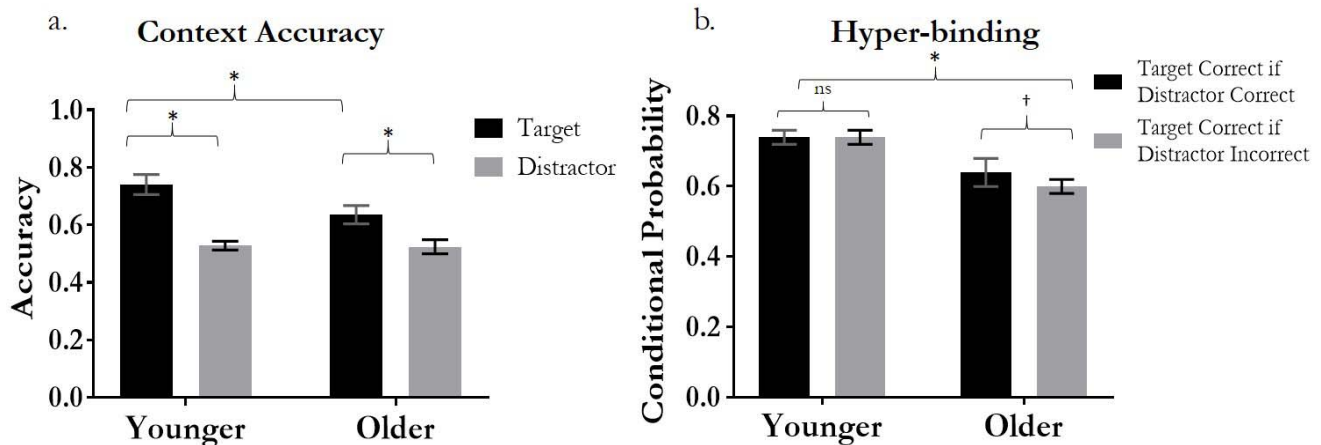 a.
Context Accuracy
*
*
*
Target
Distractor
Accuracy
1.0
0.8
0.6
0.4
0.2
0.0
Younger
Older
b.
Hyper-binding
*
ns
†
Target Correct if
Distractor Correct
Target Correct if
Distractor Incorrect
Conditional Probability
0.8
0.6
0.4
0.2
0.0
Younger
Older